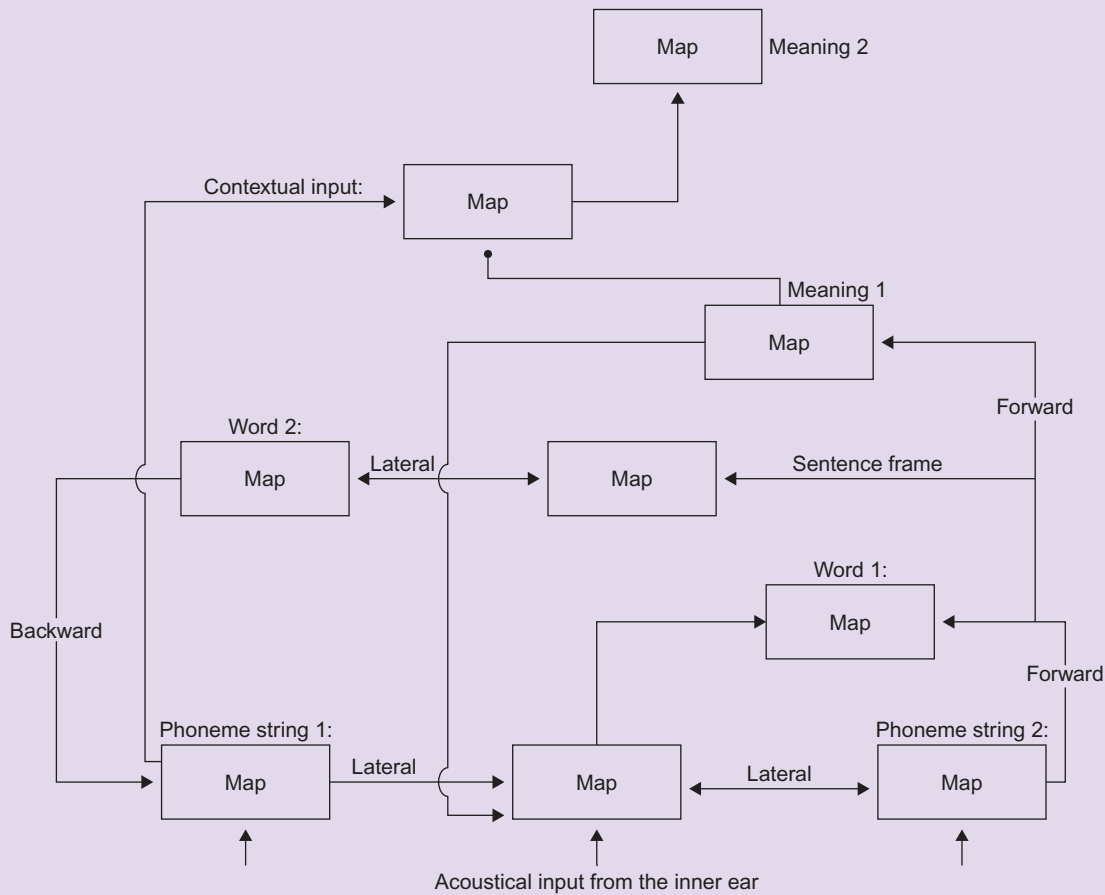 Map Meaning 2
Contextual input:
Map
Meaning 1
Map
Forward
Word 2:
Map
Lateral
Map
Sentence frame
Word 1:
Map
Backward
Forward
Phoneme string 1:
Map
Lateral
Map
Lateral
Phoneme string 2:
Map
Acoustical input from the inner ear